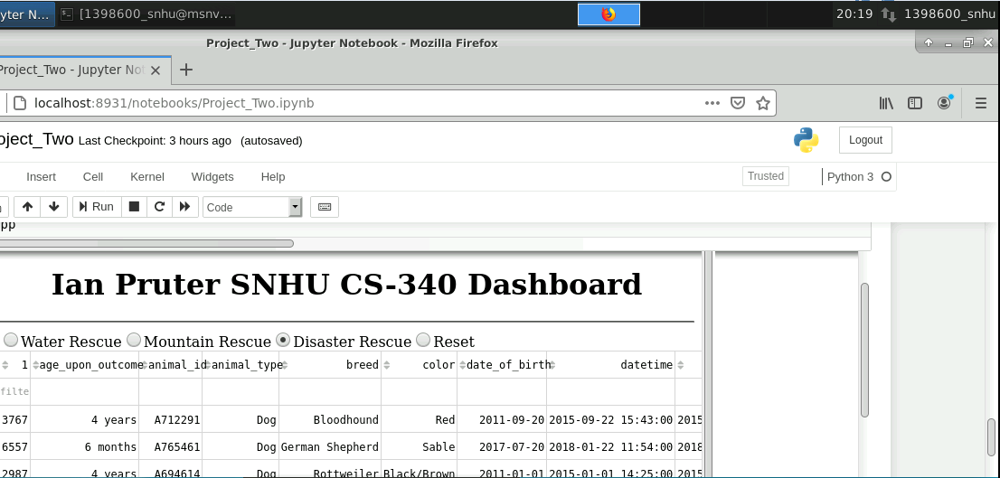 yter N... [1398600_snhu@msnv... 20:19 1398600_snhu
Project_Two - Jupyter Notebook - Mozilla Firefox
Project_Two - Jupyter Not
localhost:8931/notebooks/Project_Two.ipynb
oject_Two Last Checkpoint: 3 hours ago (autosaved) Logout
Insert Cell Kernel Widgets Help Trusted Python 3
Run Code
pp
Ian Pruter SNHU CS-340 Dashboard
Water Rescue Mountain Rescue Disaster Rescue Reset
1 age_upon_outcome animal_id animal_type breed color date_of_birth datetime
filte
3767 4 years A712291 Dog Bloodhound Red 2011-09-20 2015-09-22 15:43:00 2015
6557 6 months A765461 Dog German Shepherd Sable 2017-07-20 2018-01-22 11:54:00 2018
2987 4 years A694614 Dog Rottweiler Black/Brown 2011-01-01 2015-01-01 14:25:00 2015